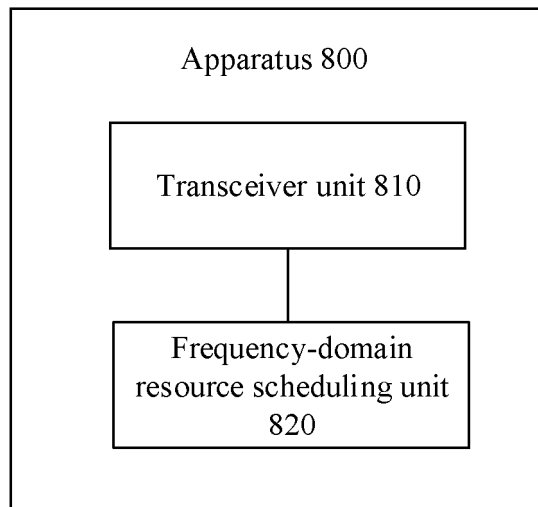 Apparatus 800
Transceiver unit 810
Frequency-domain
resource scheduling unit
820